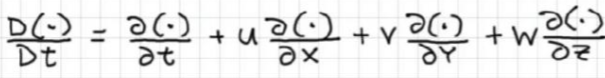 D(·)/Dt = ∂(·)/∂t + u ∂(·)/∂x + v ∂(·)/∂y + w ∂(·)/∂z